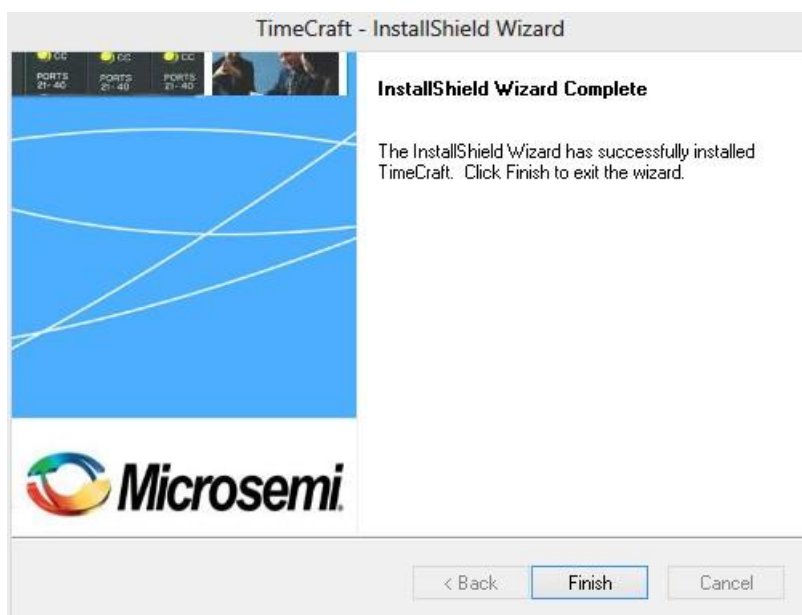 TimeCraft - InstallShield Wizard
CC CC CC
PORTS PORTS PORTS
21-40 21-40 21-40
InstallShield Wizard Complete
The InstallShield Wizard has successfully installed
TimeCraft. Click Finish to exit the wizard.
Microsemi.
< Back Finish Cancel